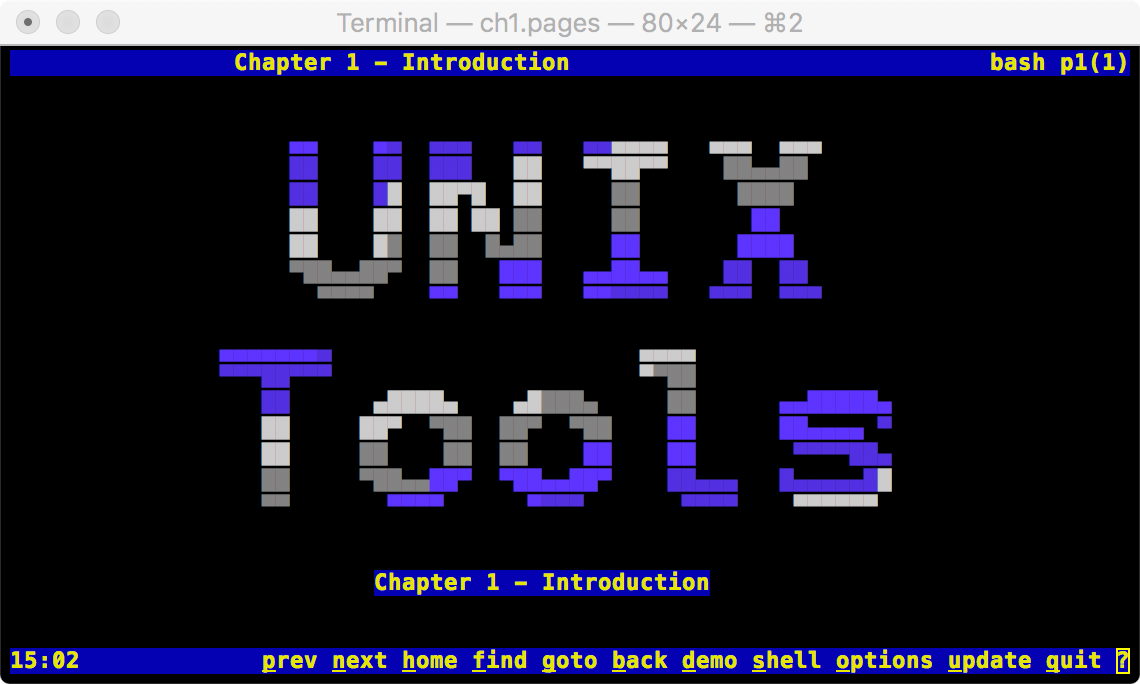 Terminal — ch1.pages — 80×24 — ⌘2
Chapter 1 – Introduction bash p1(1)
UNIX
Tools
Chapter 1 – Introduction
15:02 prev next home find goto back demo shell options update quit ?